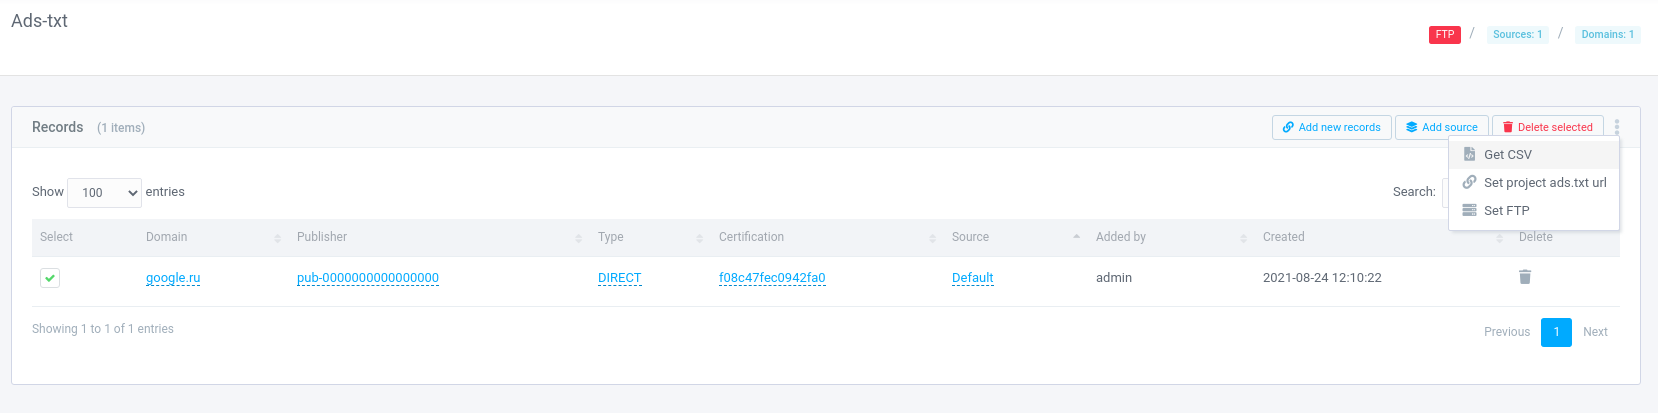 Ads-txt
FTP / Sources: 1 / Domains: 1
Records (1 items)
Add new records Add source Delete selected
Get CSV
Set project ads.txt url
Set FTP
Show 100 entries Search:
Select Domain Publisher Type Certification Source Added by Created Delete
google.ru pub-0000000000000000 DIRECT f08c47fec0942fa0 Default admin 2021-08-24 12:10:22
Showing 1 to 1 of 1 entries
Previous 1 Next